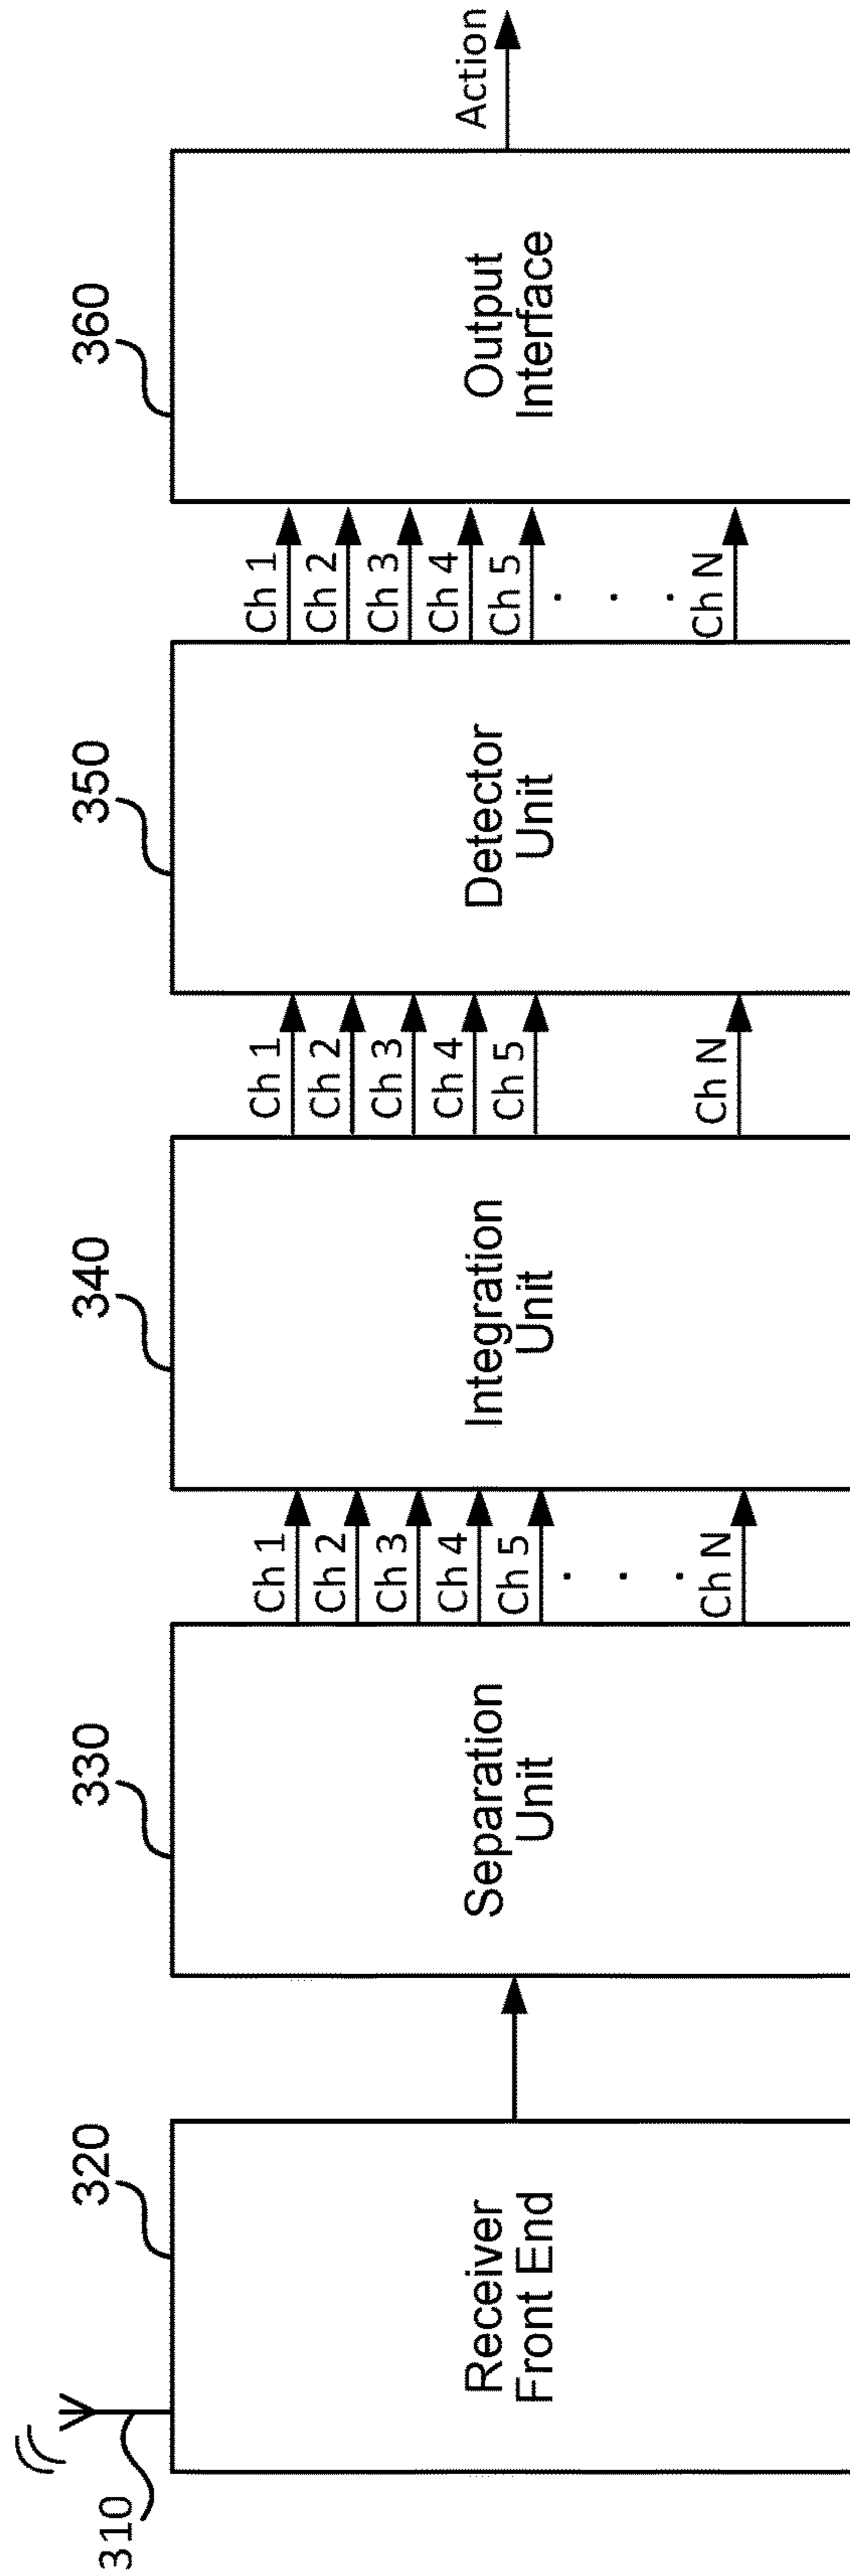 310
320
Receiver
Front End
330
Separation
Unit
Ch 1
Ch 2
Ch 3
Ch 4
Ch 5
Ch N
340
Integration
Unit
Ch 1
Ch 2
Ch 3
Ch 4
Ch 5
Ch N
350
Detector
Unit
Ch 1
Ch 2
Ch 3
Ch 4
Ch 5
Ch N
360
Output
Interface
Action